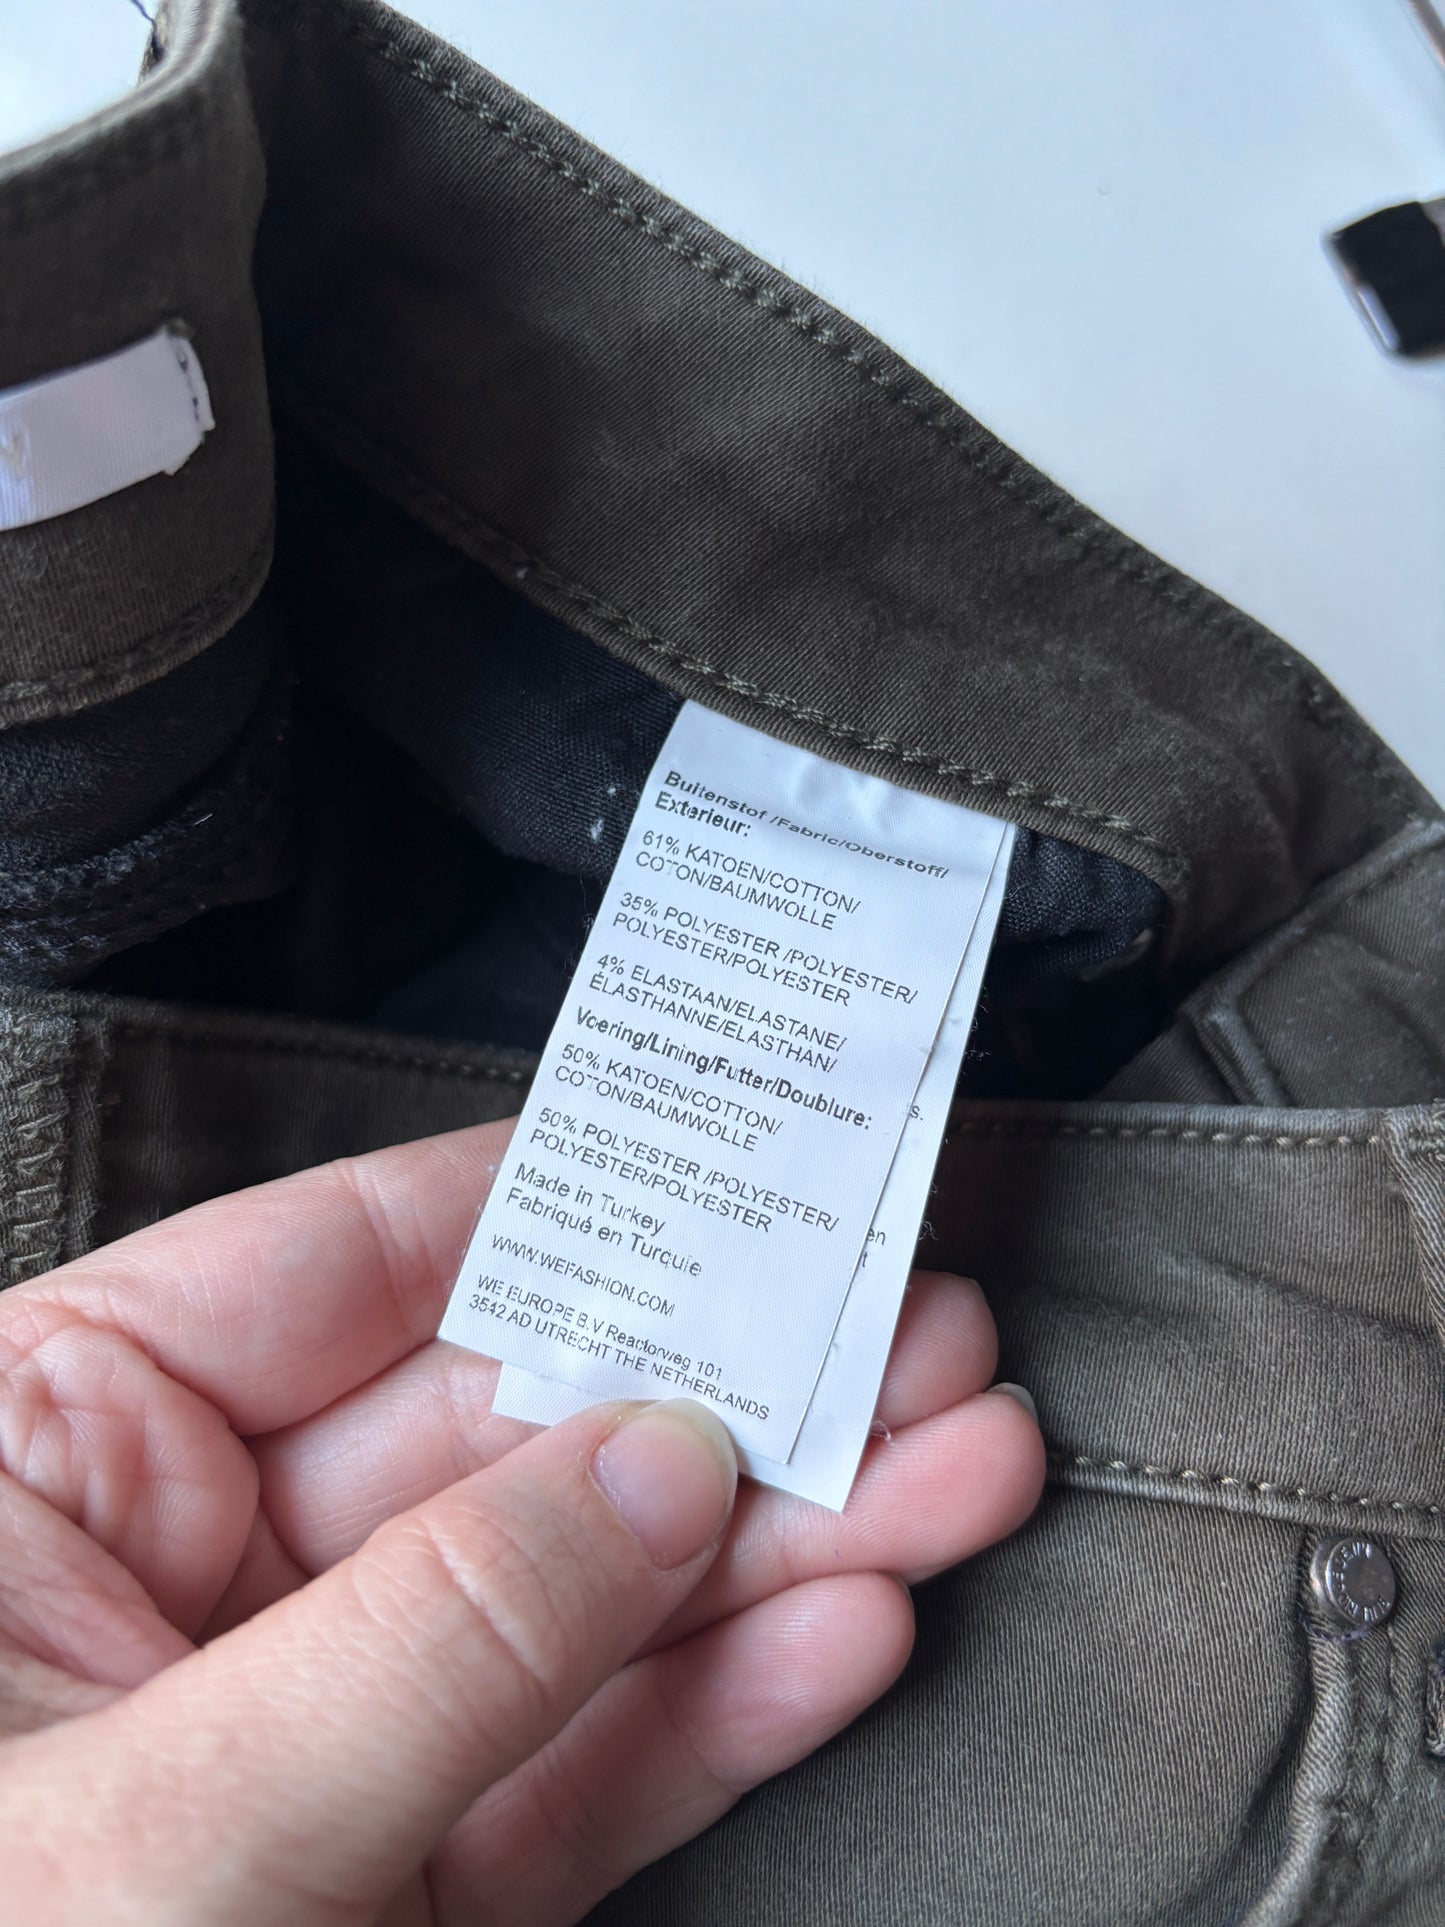 Buitenstof /Fabric/Oberstoff/
Exterieur:
61% KATOEN/COTTON/
COTON/BAUMWOLLE
35% POLYESTER /POLYESTER/
POLYESTER/POLYESTER
4% ELASTAAN/ELASTANE/
ÉLASTHANNE/ELASTHAN/
Voering/Lining/Futter/Doublure:
50% KATOEN/COTTON/
COTON/BAUMWOLLE
50% POLYESTER /POLYESTER/
POLYESTER/POLYESTER
Made in Turkey
Fabriqué en Turquie
WWW.WEFASHION.COM
WE EUROPE B.V Reactorweg 101
3542 AD UTRECHT THE NETHERLANDS
s.
en
t